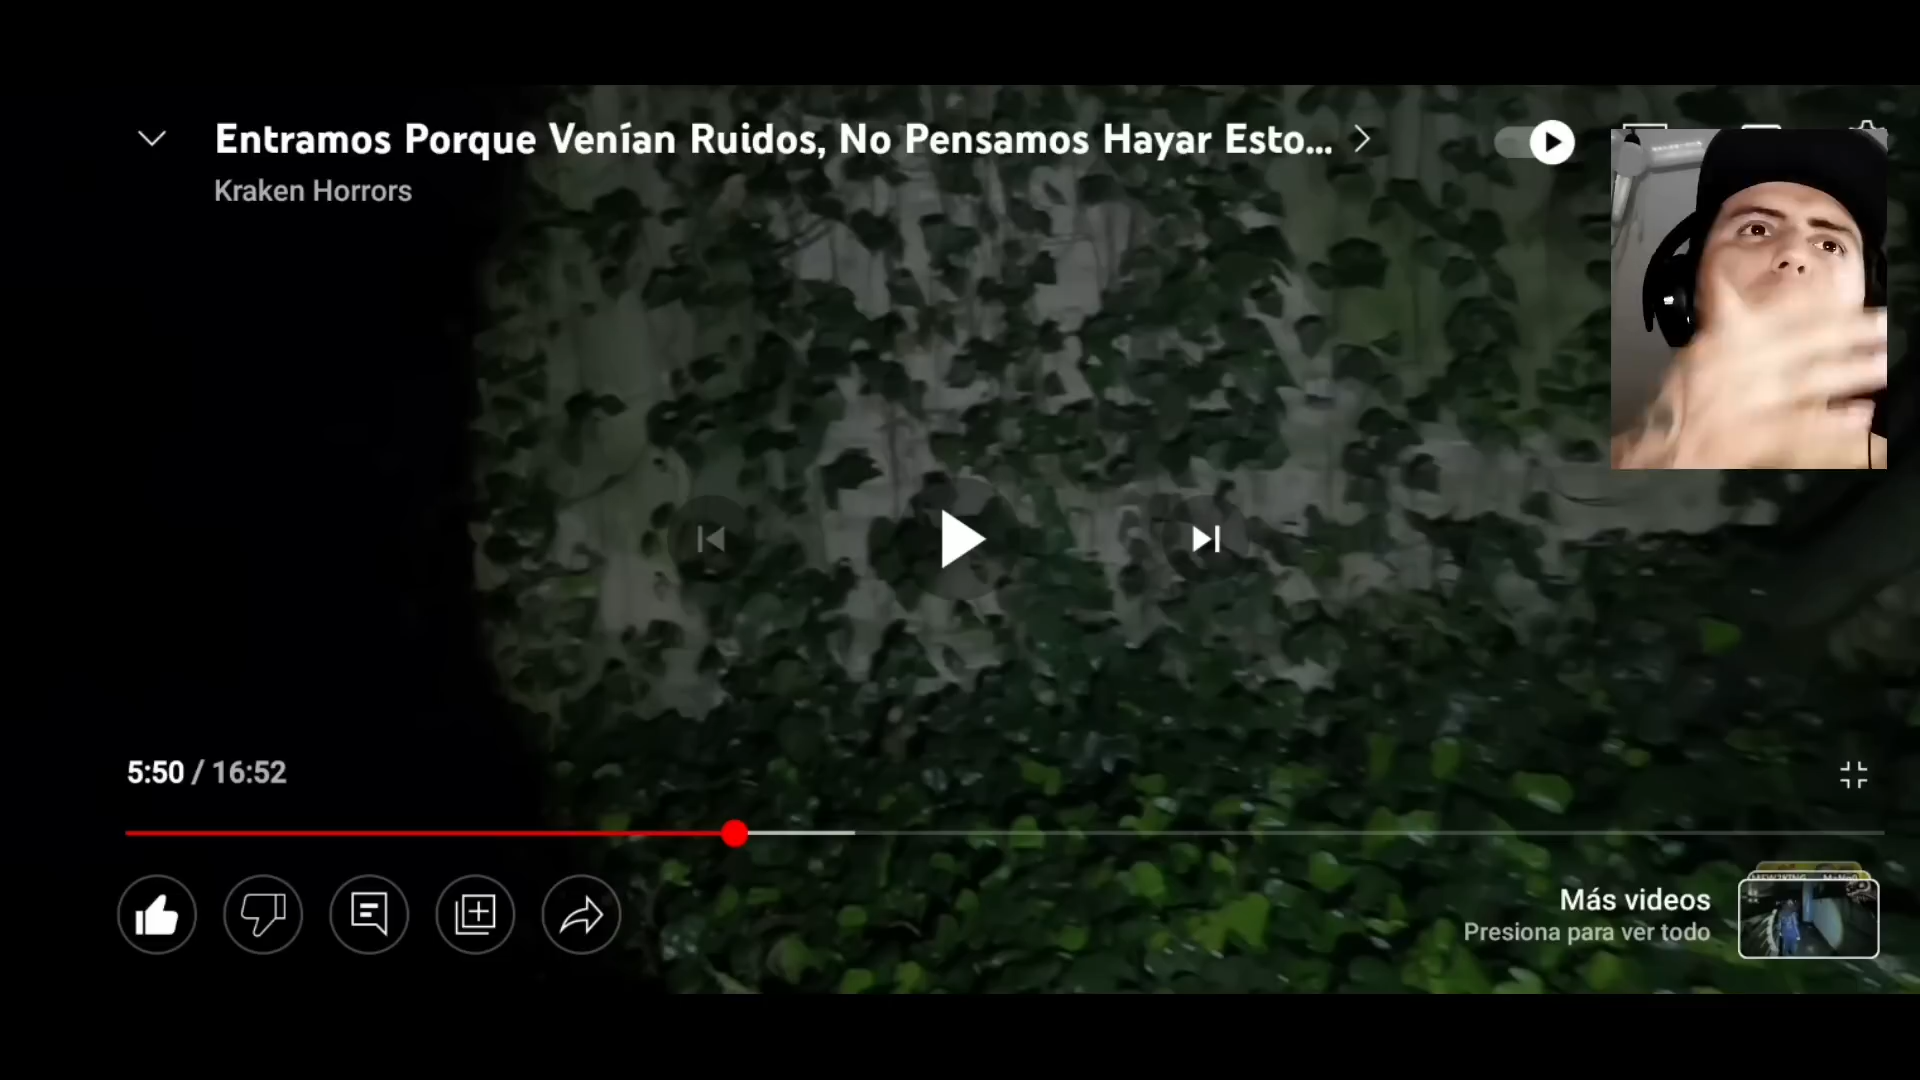 Entramos Porque Venían Ruidos, No Pensamos Hayar Esto...
Kraken Horrors
5:50 / 16:52
Más videos
Presiona para ver todo